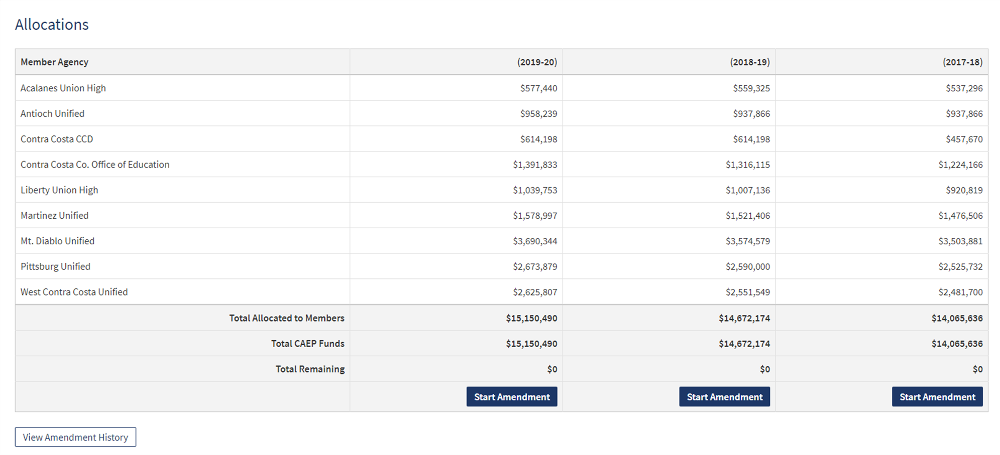 Allocations
Member Agency (2019-20) (2018-19) (2017-18)
Acalanes Union High $577,440 $559,325 $537,296
Antioch Unified $958,239 $937,866 $937,866
Contra Costa CCD $614,198 $614,198 $457,670
Contra Costa Co. Office of Education $1,391,833 $1,316,115 $1,224,166
Liberty Union High $1,039,753 $1,007,136 $920,819
Martinez Unified $1,578,997 $1,521,406 $1,476,506
Mt. Diablo Unified $3,690,344 $3,574,579 $3,503,881
Pittsburg Unified $2,673,879 $2,590,000 $2,525,732
West Contra Costa Unified $2,625,807 $2,551,549 $2,481,700
Total Allocated to Members $15,150,490 $14,672,174 $14,065,636
Total CAEP Funds $15,150,490 $14,672,174 $14,065,636
Total Remaining $0 $0 $0
Start Amendment Start Amendment Start Amendment
View Amendment History